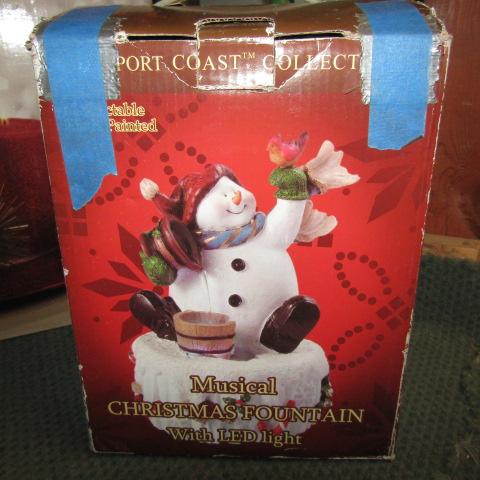 PORT COAST™ COLLECT
ctable
Painted
Musical
CHRISTMAS FOUNTAIN
With LED light